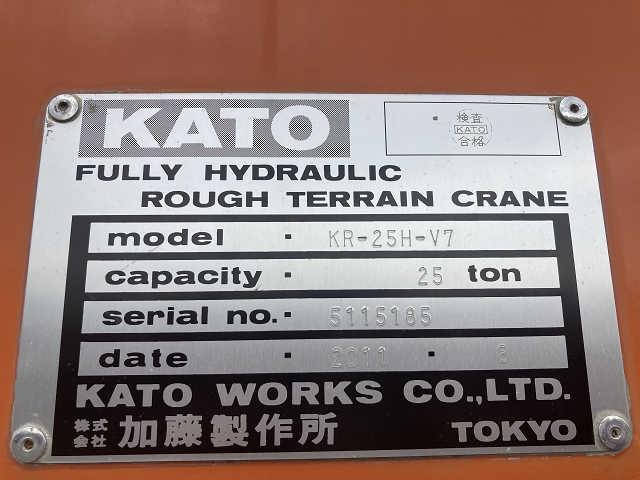 KATO
検査
KATO
合格
FULLY HYDRAULIC
ROUGH TERRAIN CRANE
model · KR-25H-V7
capacity · 25 ton
serial no. · 5115185
date · 2011 ·
KATO WORKS CO.,LTD.
株式会社 加藤製作所 TOKYO